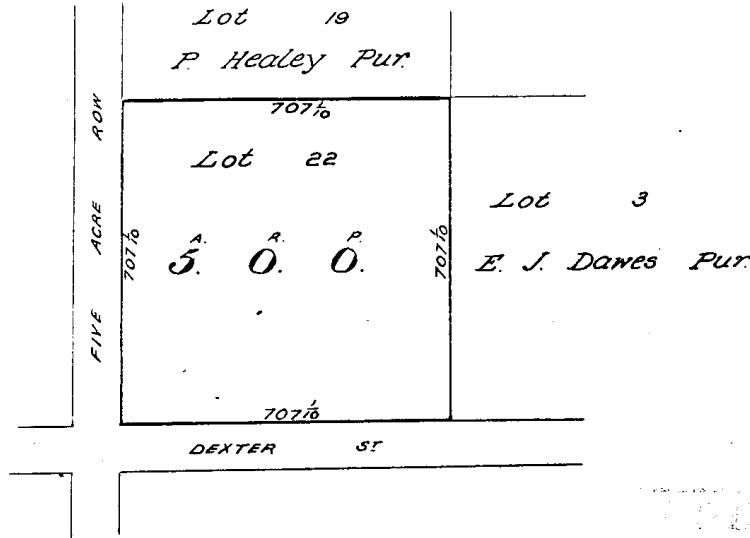 Lot 19
P. Healey Pur.
707 1/10
Lot 22
A. R. P.
5. 0. 0.
707 1/10
707 1/10
707 1/10
FIVE ACRE ROW
Lot 3
E. J. Dawes Pur.
DEXTER ST